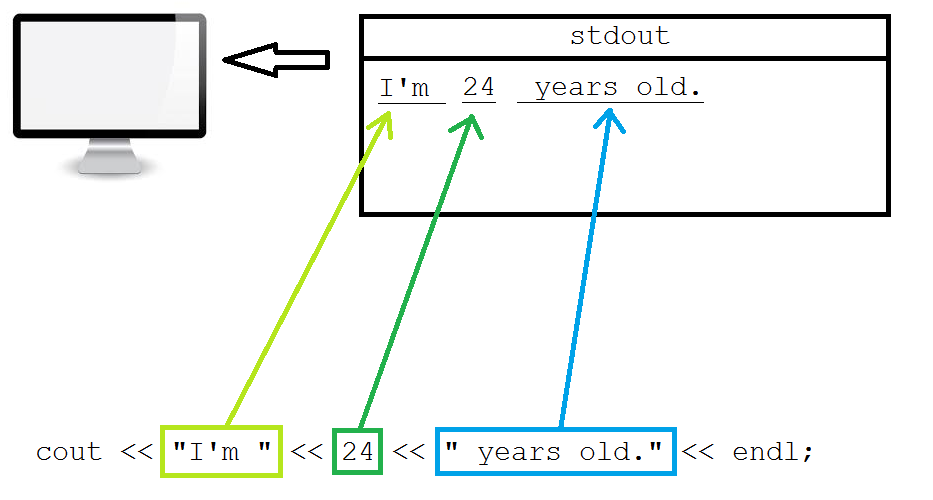 stdout
I'm 24 years old.
cout << "I'm " << 24 << " years old." << endl;